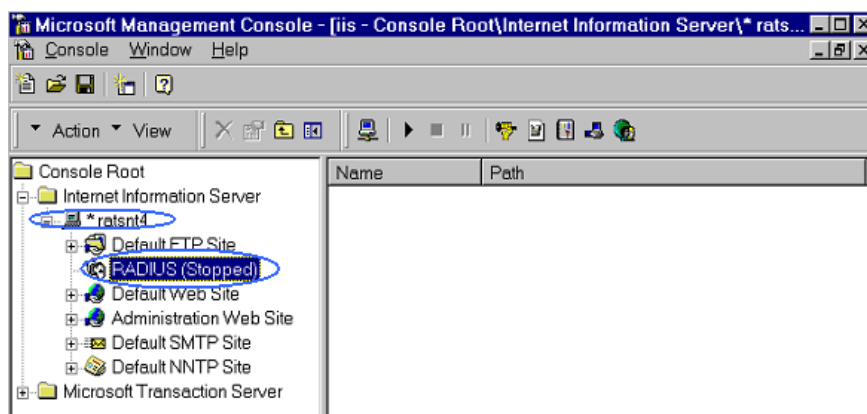 Microsoft Management Console - [iis - Console Root\Internet Information Server\* rats...
Console Window Help
Action View
Console Root
Name Path
Internet Information Server
* ratsnt4
Default FTP Site
RADIUS (Stopped)
Default Web Site
Administration Web Site
Default SMTP Site
Default NNTP Site
Microsoft Transaction Server